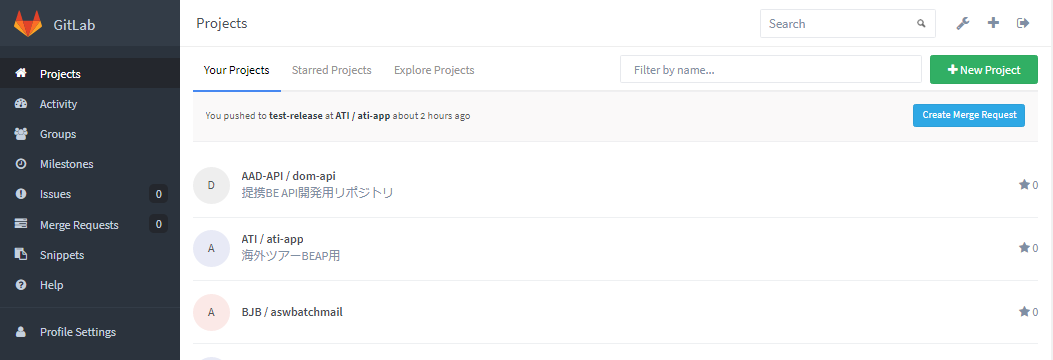 GitLab
Projects
Search
Projects
Activity
Groups
Milestones
Issues 0
Merge Requests 0
Snippets
Help
Profile Settings
Your Projects Starred Projects Explore Projects
Filter by name...
New Project
You pushed to test-release at ATI / ati-app about 2 hours ago
Create Merge Request
D
AAD-API / dom-api
提携BE API開発用リポジトリ
0
A
ATI / ati-app
海外ツアーBEAP用
0
A
BJB / aswbatchmail
0